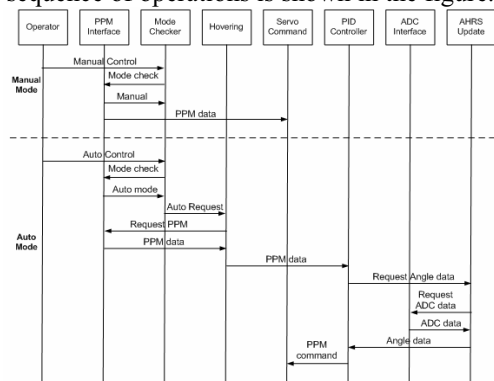 sequence of operations is shown in the figure.
Operator
PPM
Interface
Mode
Checker
Hovering
Servo
Command
PID
Controller
ADC
Interface
AHRS
Update
Manual
Mode
Manual Control
Mode check
Manual
PPM data
Auto
Mode
Auto Control
Mode check
Auto mode
Auto Request
Request PPM
PPM data
PPM data
Request Angle data
Request
ADC data
ADC data
Angle data
PPM
command